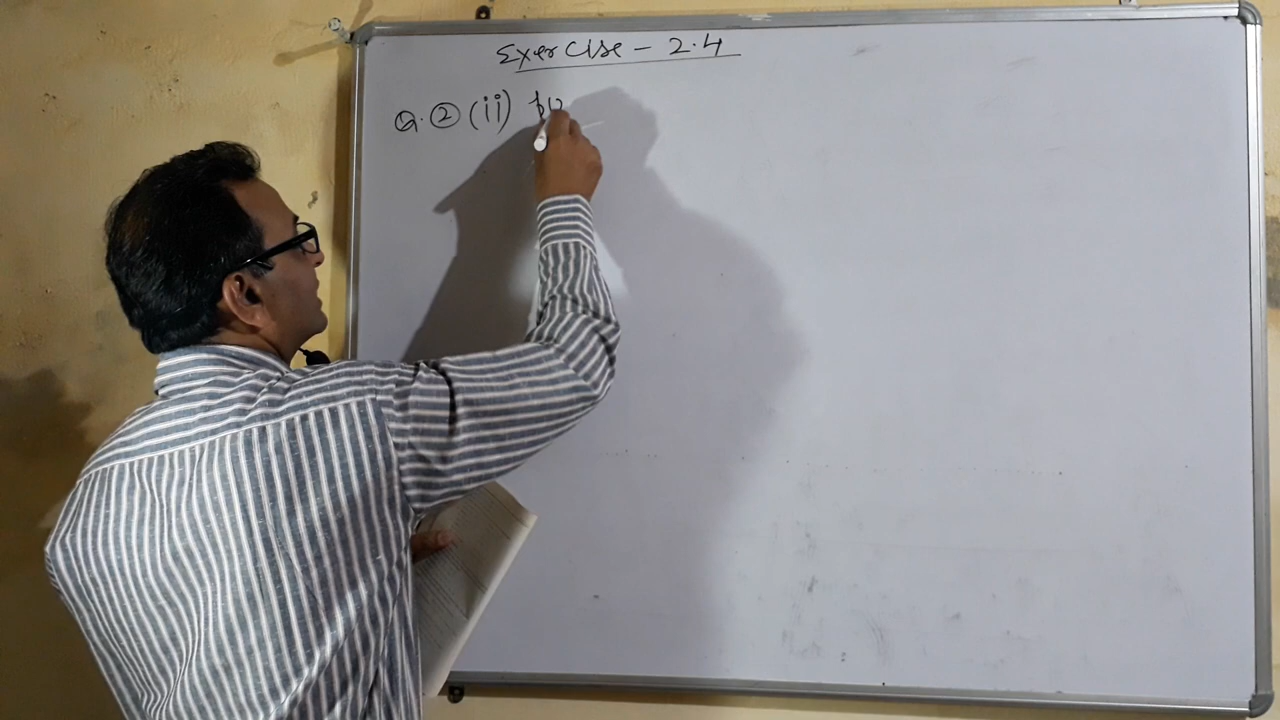 Exercise - 2.4
Q. ② (ii) p(